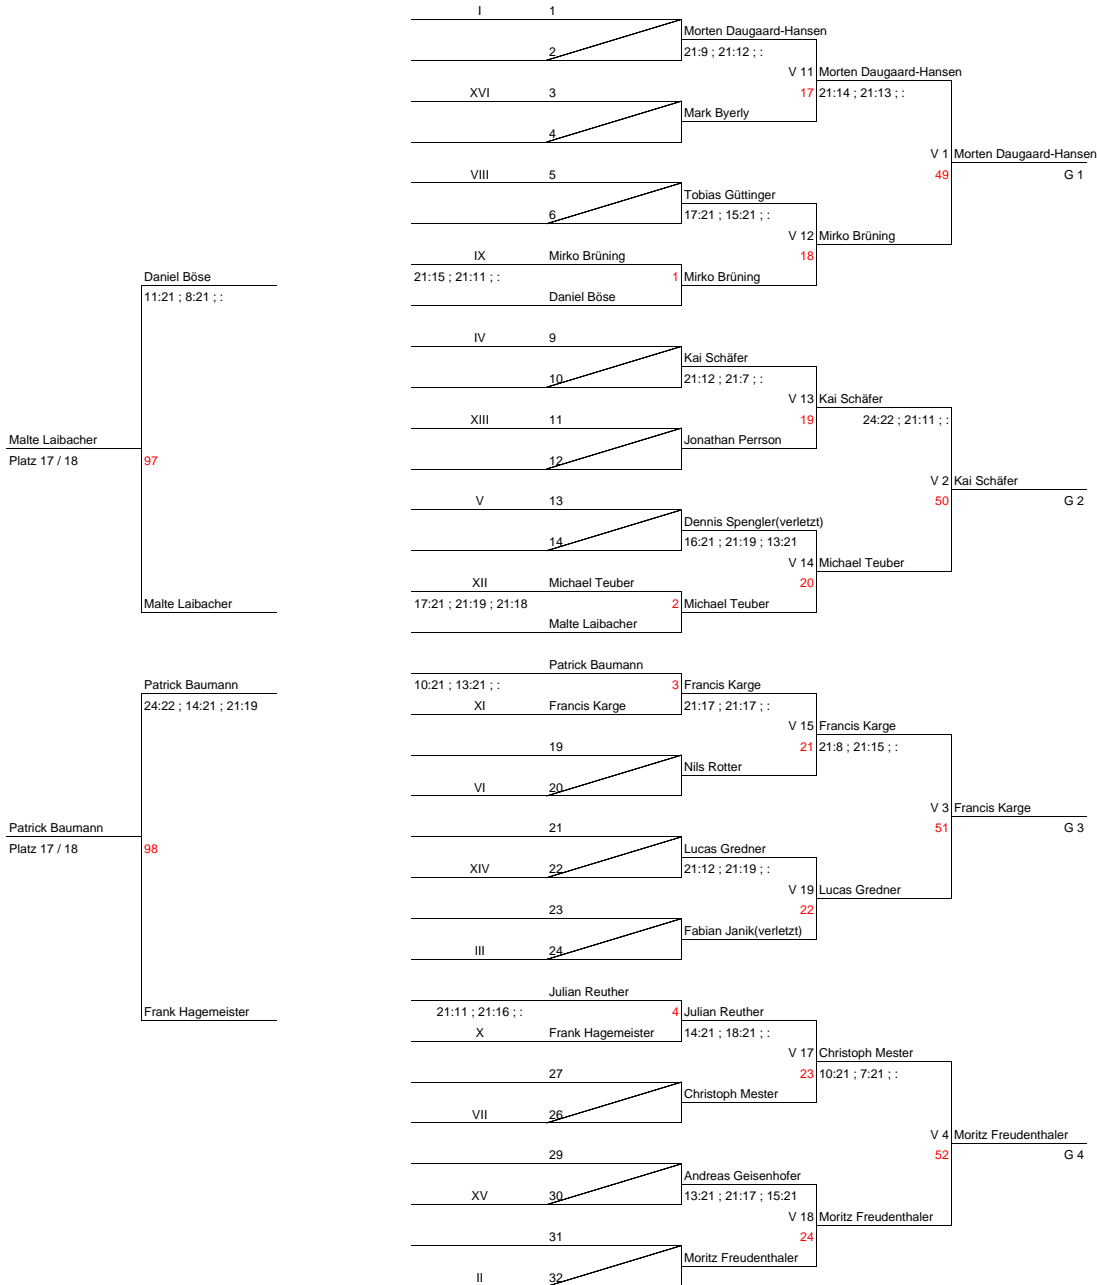 I 1
Morten Daugaard-Hansen
2 21:9 ; 21:12 ; :
V 11 Morten Daugaard-Hansen
XVI 3 17 21:14 ; 21:13 ; :
Mark Byerly
4
V 1 Morten Daugaard-Hansen
VIII 5 49 G 1
Tobias Güttinger
6 17:21 ; 15:21 ; :
V 12 Mirko Brüning
IX Mirko Brüning 18
Daniel Böse 21:15 ; 21:11 ; : 1 Mirko Brüning
11:21 ; 8:21 ; : Daniel Böse
IV 9
Kai Schäfer
10 21:12 ; 21:7 ; :
V 13 Kai Schäfer
XIII 11 19 24:22 ; 21:11 ; :
Malte Laibacher Jonathan Perrson
Platz 17 / 18 97 12
V 2 Kai Schäfer
V 13 50 G 2
Dennis Spengler(verletzt)
14 16:21 ; 21:19 ; 13:21
V 14 Michael Teuber
XII Michael Teuber 20
Malte Laibacher 17:21 ; 21:19 ; 21:18 2 Michael Teuber
Malte Laibacher
Patrick Baumann
Patrick Baumann 10:21 ; 13:21 ; : 3 Francis Karge
24:22 ; 14:21 ; 21:19 XI Francis Karge 21:17 ; 21:17 ; :
V 15 Francis Karge
19 21 21:8 ; 21:15 ; :
Nils Rotter
VI 20
V 3 Francis Karge
Patrick Baumann 21 51 G 3
Platz 17 / 18 98 Lucas Gredner
XIV 22 21:12 ; 21:19 ; :
V 19 Lucas Gredner
23 22
Fabian Janik(verletzt)
III 24
Julian Reuther
Frank Hagemeister 21:11 ; 21:16 ; : 4 Julian Reuther
X Frank Hagemeister 14:21 ; 18:21 ; :
V 17 Christoph Mester
27 23 10:21 ; 7:21 ; :
Christoph Mester
VII 26
V 4 Moritz Freudenthaler
29 52 G 4
Andreas Geisenhofer
XV 30 13:21 ; 21:17 ; 15:21
V 18 Moritz Freudenthaler
31 24
Moritz Freudenthaler
II 32